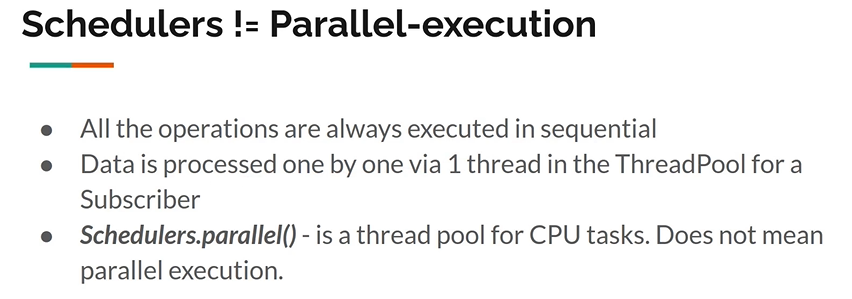 Schedulers != Parallel-execution
● All the operations are always executed in sequential
● Data is processed one by one via 1 thread in the ThreadPool for a
Subscriber
● Schedulers.parallel() - is a thread pool for CPU tasks. Does not mean
parallel execution.